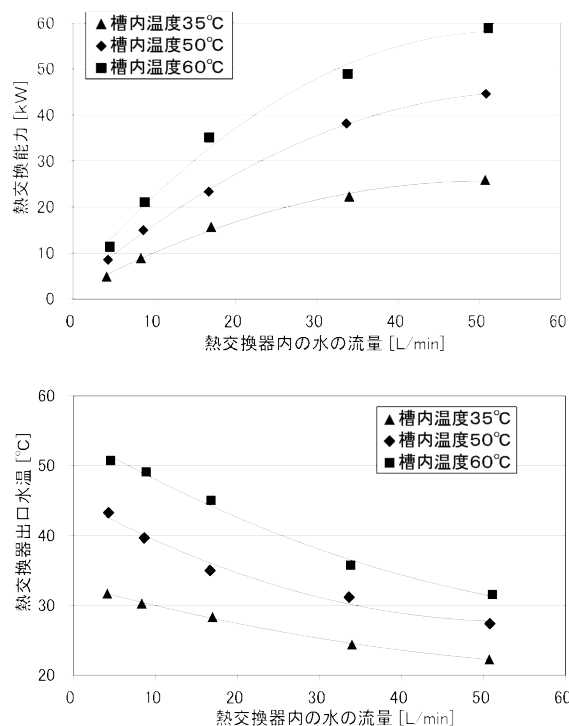 60
50
40
30
20
10
0
熱交換能力 [kW]
▲ 槽内温度35℃
◆ 槽内温度50℃
■ 槽内温度60℃
0 10 20 30 40 50 60
熱交換器内の水の流量 [L/min]
60
50
40
30
20
熱交換器出口水温 [℃]
▲ 槽内温度35℃
◆ 槽内温度50℃
■ 槽内温度60℃
0 10 20 30 40 50 60
熱交換器内の水の流量 [L/min]